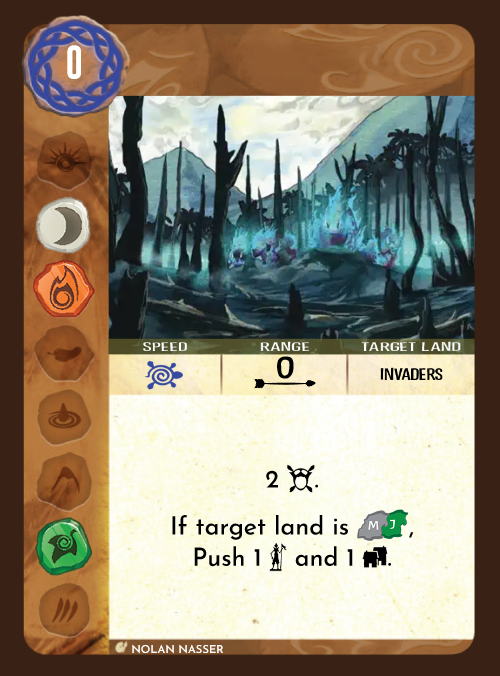 0
SPEED RANGE TARGET LAND
0 INVADERS
2 .
If target land is M J ,
Push 1 and 1 .
NOLAN NASSER